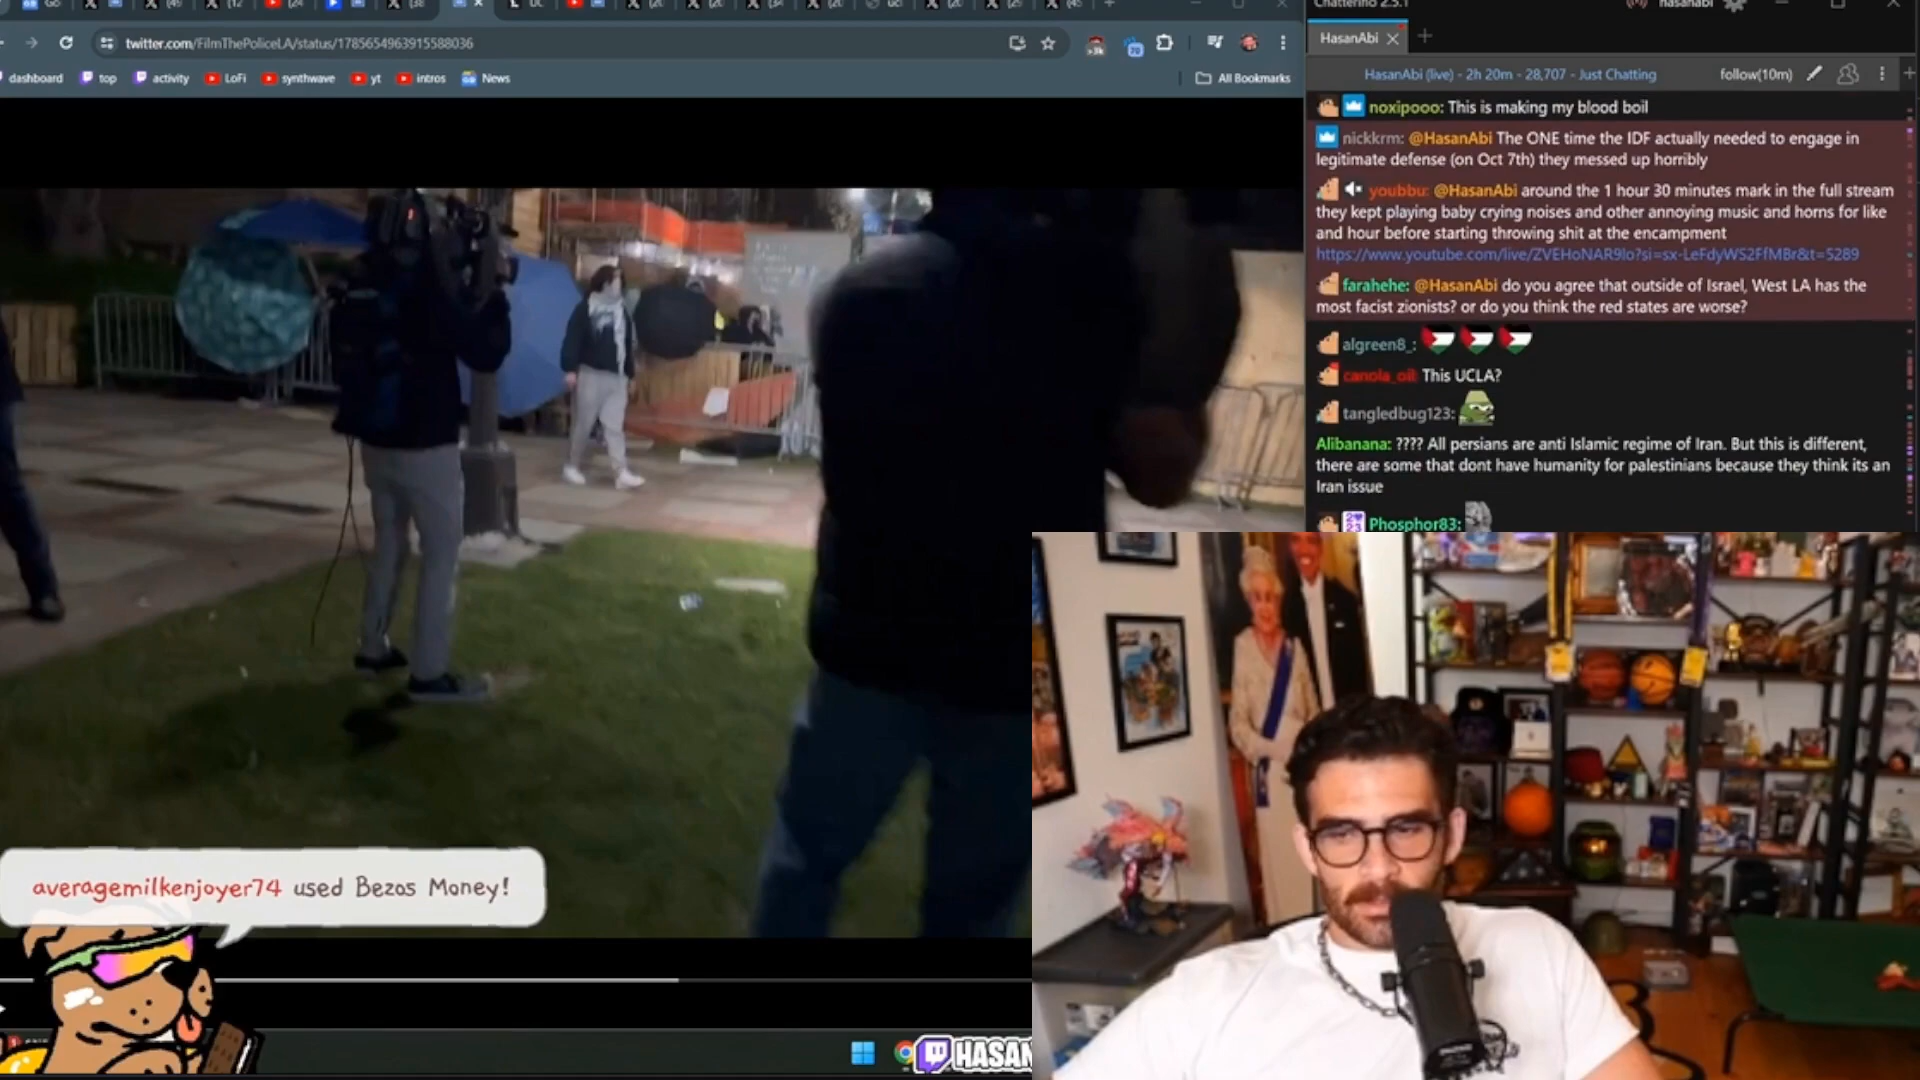 Chatterino 2.5.1
hasanabi
twitter.com/FilmThePoliceLA/status/1785654963915588036
HasanAbi
dashboard
top
activity
LoFi
synthwave
yt
intros
News
All Bookmarks
HasanAbi (live) - 2h 20m - 28,707 - Just Chatting
follow(10m)
noxipooo: This is making my blood boil
nickkrm: @HasanAbi The ONE time the IDF actually needed to engage in
legitimate defense (on Oct 7th) they messed up horribly
youbbu: @HasanAbi around the 1 hour 30 minutes mark in the full stream
they kept playing baby crying noises and other annoying music and horns for like
and hour before starting throwing shit at the encampment
https://www.youtube.com/live/ZVEHoNAR9lo?si=sx-LeFdyWS2FfMBr&t=5289
farahehe: @HasanAbi do you agree that outside of Israel, West LA has the
most facist zionists? or do you think the red states are worse?
algreen8_:
canola_oil: This UCLA?
tangledbug123:
Alibanana: ???? All persians are anti Islamic regime of Iran. But this is different,
there are some that dont have humanity for palestinians because they think its an
Iran issue
Phosphor83:
averagemilkenjoyer74 used Bezos Money!
HASAN